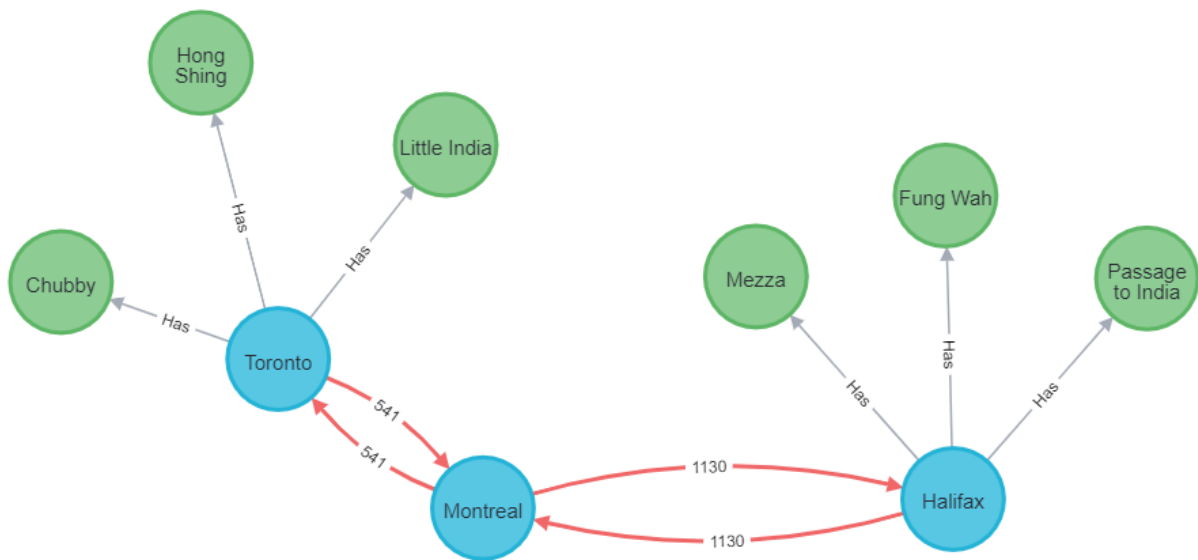 Hong
Shing
Little India
Fung Wah
Has
Has
Chubby
Has
Mezza
Passage
to India
Toronto
Has
Has
Has
541
541
1130
Montreal
Halifax
1130